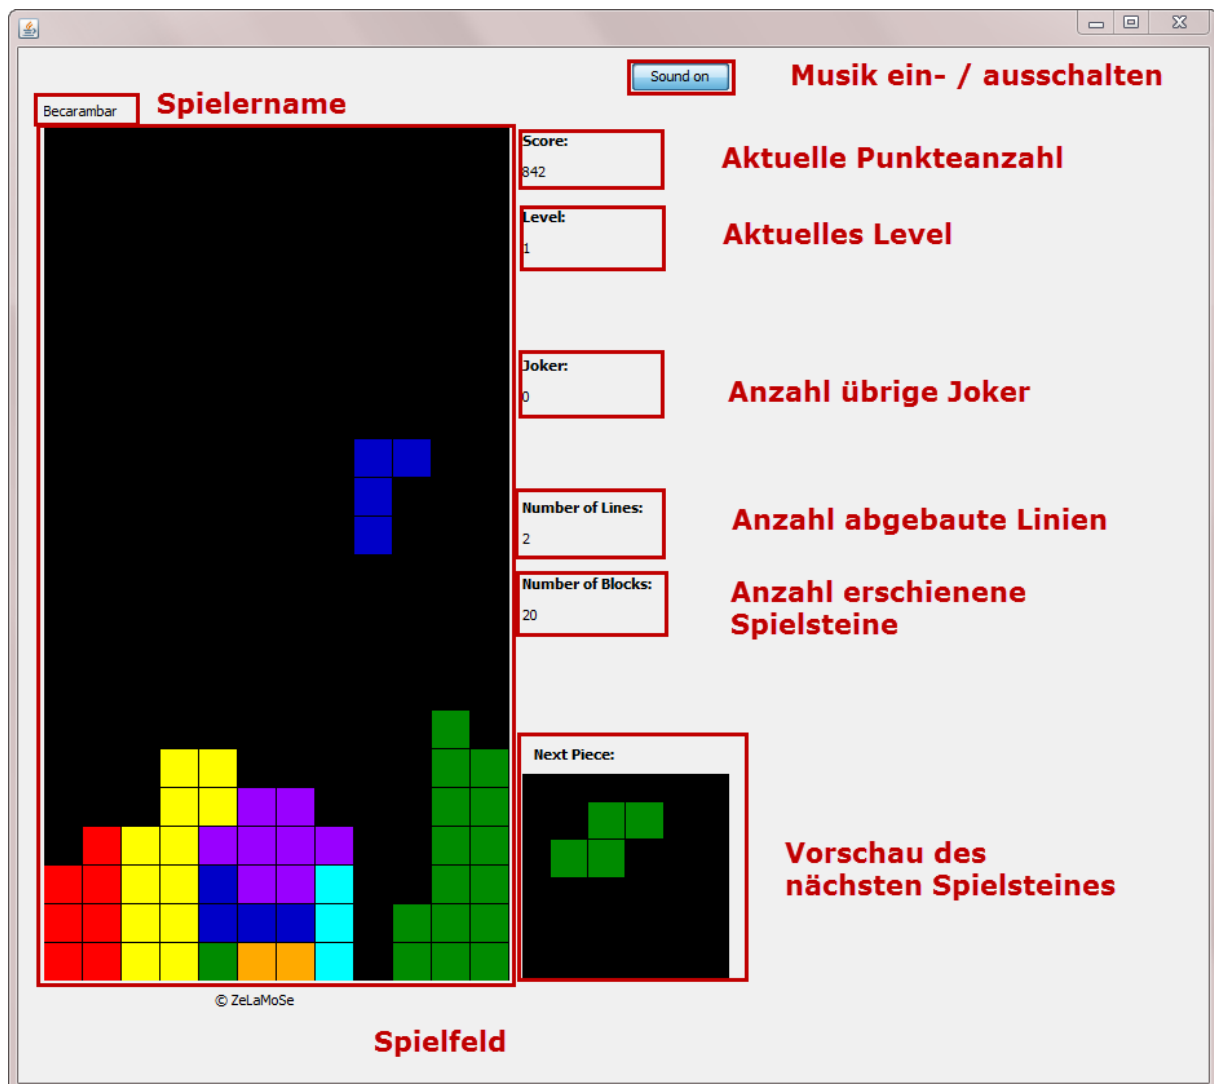 Sound on
Musik ein- / ausschalten
Becarambar
Spielername
Score:
842
Aktuelle Punkteanzahl
Level:
1
Aktuelles Level
Joker:
0
Anzahl übrige Joker
Number of Lines:
2
Anzahl abgebaute Linien
Number of Blocks:
20
Anzahl erschienene
Spielsteine
Next Piece:
Vorschau des
nächsten Spielsteines
© ZeLaMoSe
Spielfeld